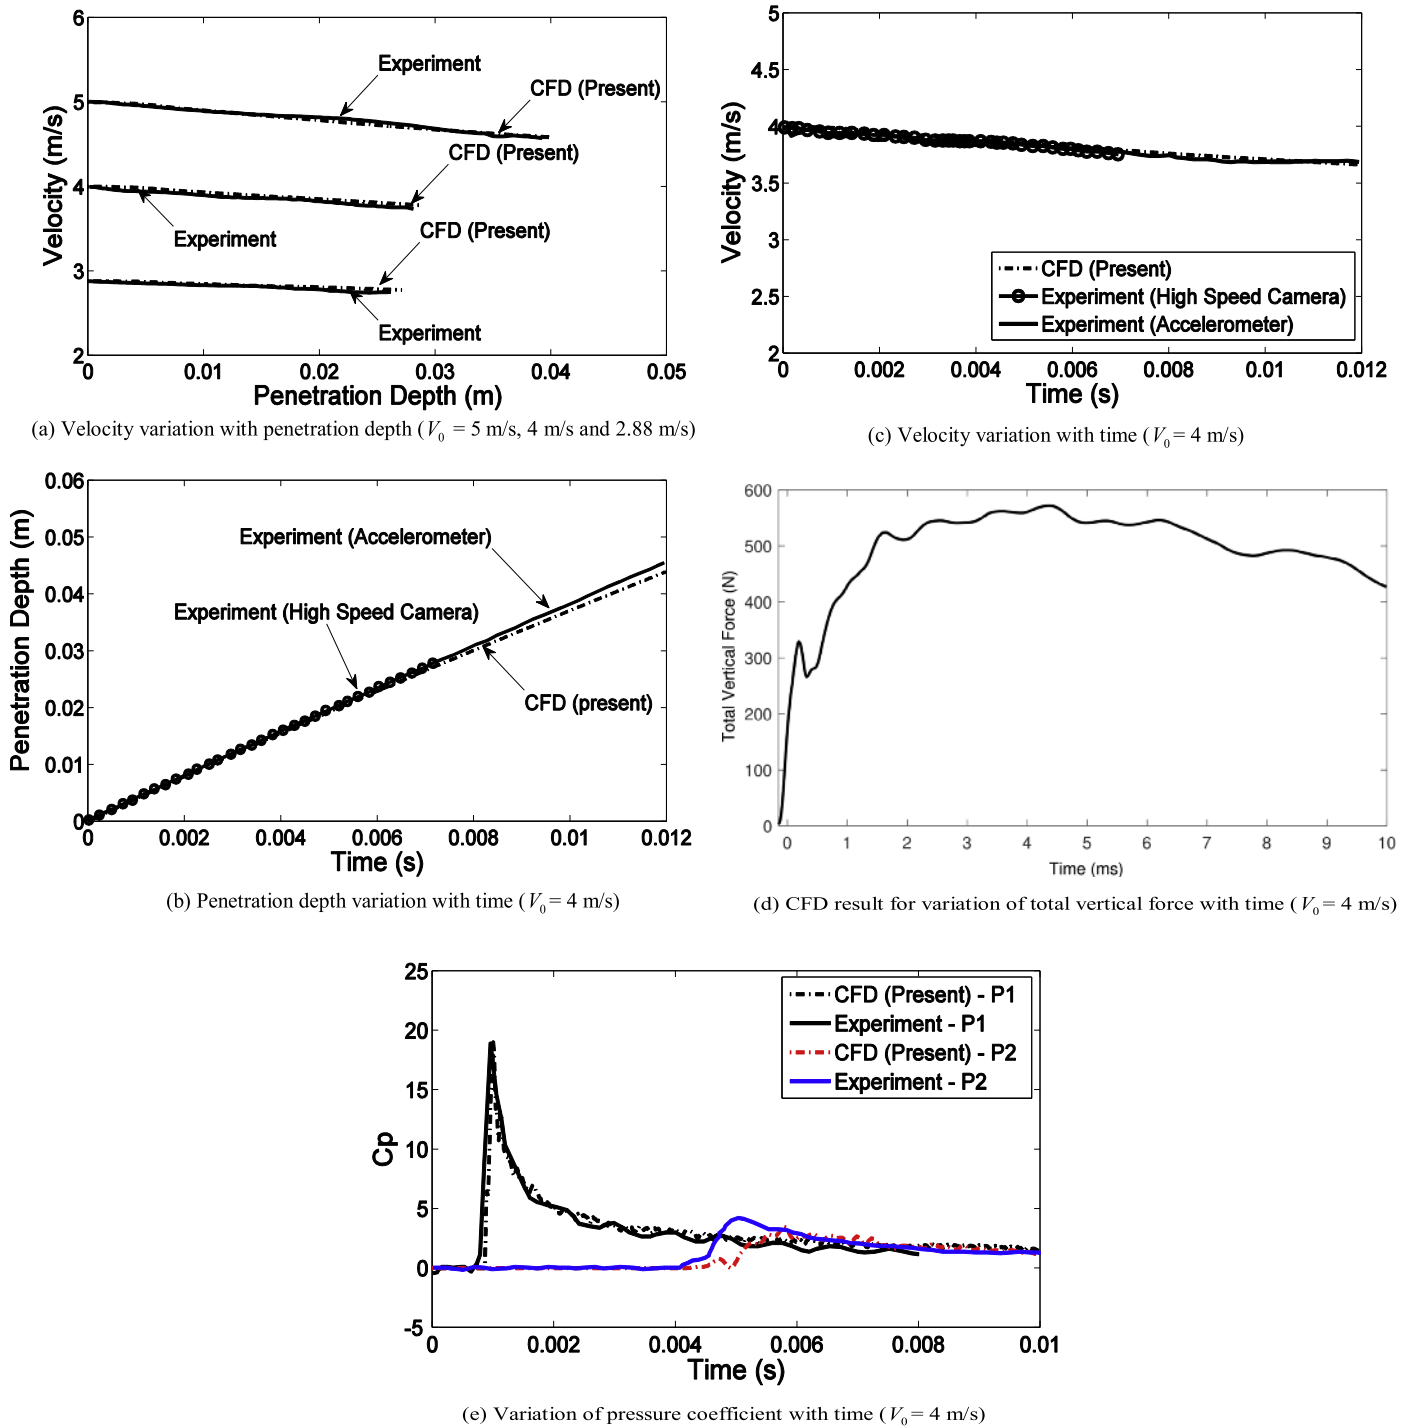 6
5
4
3
2
Velocity (m/s)
Experiment
CFD (Present)
CFD (Present)
Experiment
CFD (Present)
Experiment
0
0.01
0.02
0.03
0.04
0.05
Penetration Depth (m)
(a) Velocity variation with penetration depth (V0 = 5 m/s, 4 m/s and 2.88 m/s)
5
4.5
4
3.5
3
2.5
2
Velocity (m/s)
CFD (Present)
Experiment (High Speed Camera)
Experiment (Accelerometer)
0
0.002
0.004
0.006
0.008
0.01
0.012
Time (s)
(c) Velocity variation with time (V0 = 4 m/s)
0.06
0.05
0.04
0.03
0.02
0.01
0
Penetration Depth (m)
Experiment (Accelerometer)
Experiment (High Speed Camera)
CFD (present)
0
0.002
0.004
0.006
0.008
0.01
0.012
Time (s)
(b) Penetration depth variation with time (V0 = 4 m/s)
600
500
400
300
200
100
0
Total Vertical Force (N)
0
1
2
3
4
5
6
7
8
9
10
Time (ms)
(d) CFD result for variation of total vertical force with time (V0 = 4 m/s)
25
20
15
10
5
0
-5
Cp
CFD (Present) - P1
Experiment - P1
CFD (Present) - P2
Experiment - P2
0
0.002
0.004
0.006
0.008
0.01
Time (s)
(e) Variation of pressure coefficient with time (V0 = 4 m/s)